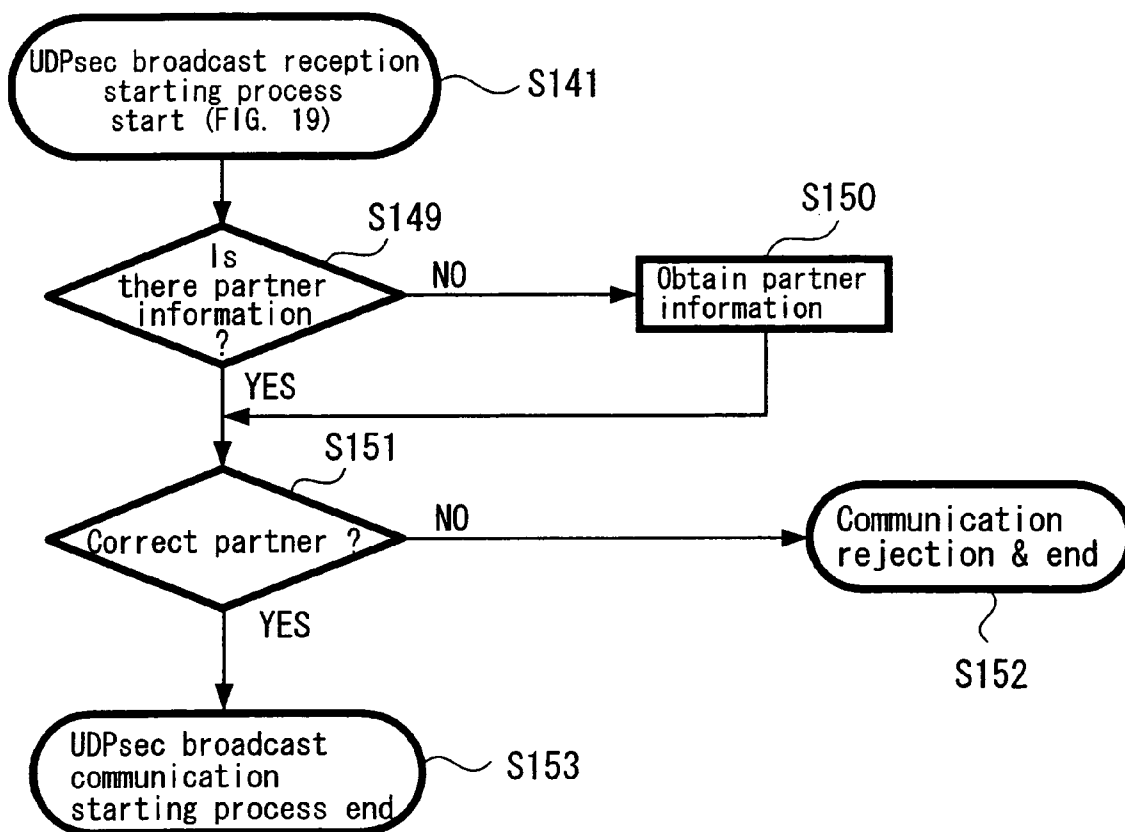 UDPsec broadcast reception
starting process
start (FIG. 19)
S141
S149
Is
there partner
information
?
NO
S150
Obtain partner
information
YES
S151
Correct partner ?
NO
Communication
rejection & end
S152
YES
UDPsec broadcast
communication
starting process end
S153